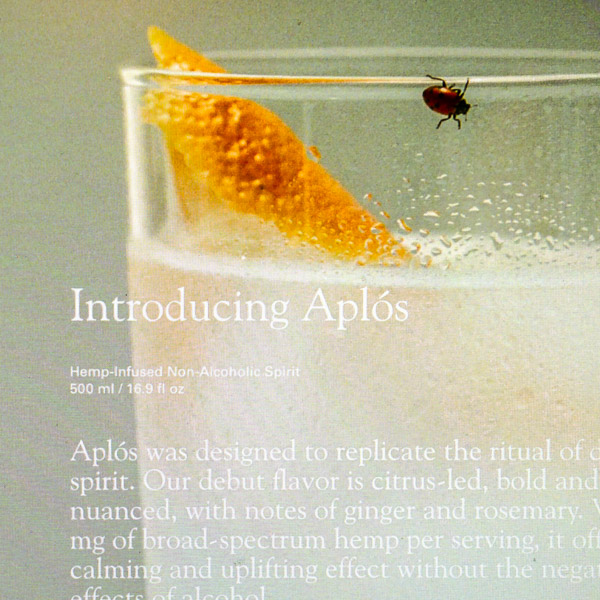 Introducing Aplós
Hemp-Infused Non-Alcoholic Spirit
500 ml / 16.9 fl oz
Aplós was designed to replicate the ritual of
spirit. Our debut flavor is citrus-led, bold and
nuanced, with notes of ginger and rosemary.
mg of broad-spectrum hemp per serving, it
calming and uplifting effect without the
effects of alcohol.